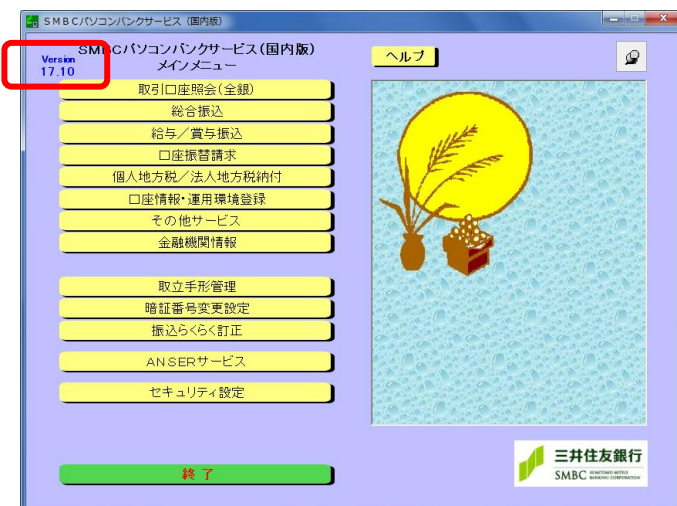 SMBCパソコンバンクサービス (国内版)
SMBCパソコンバンクサービス(国内版)
メインメニュー
Version
17.10
ヘルプ
取引口座照会(全銀)
総合振込
給与/賞与振込
口座振替請求
個人地方税/法人地方税納付
口座情報・運用環境登録
その他サービス
金融機関情報
取立手形管理
暗証番号変更設定
振込らくらく訂正
ANSERサービス
セキュリティ設定
終了
三井住友銀行
SMBC SUMITOMO MITSUI
BANKING CORPORATION